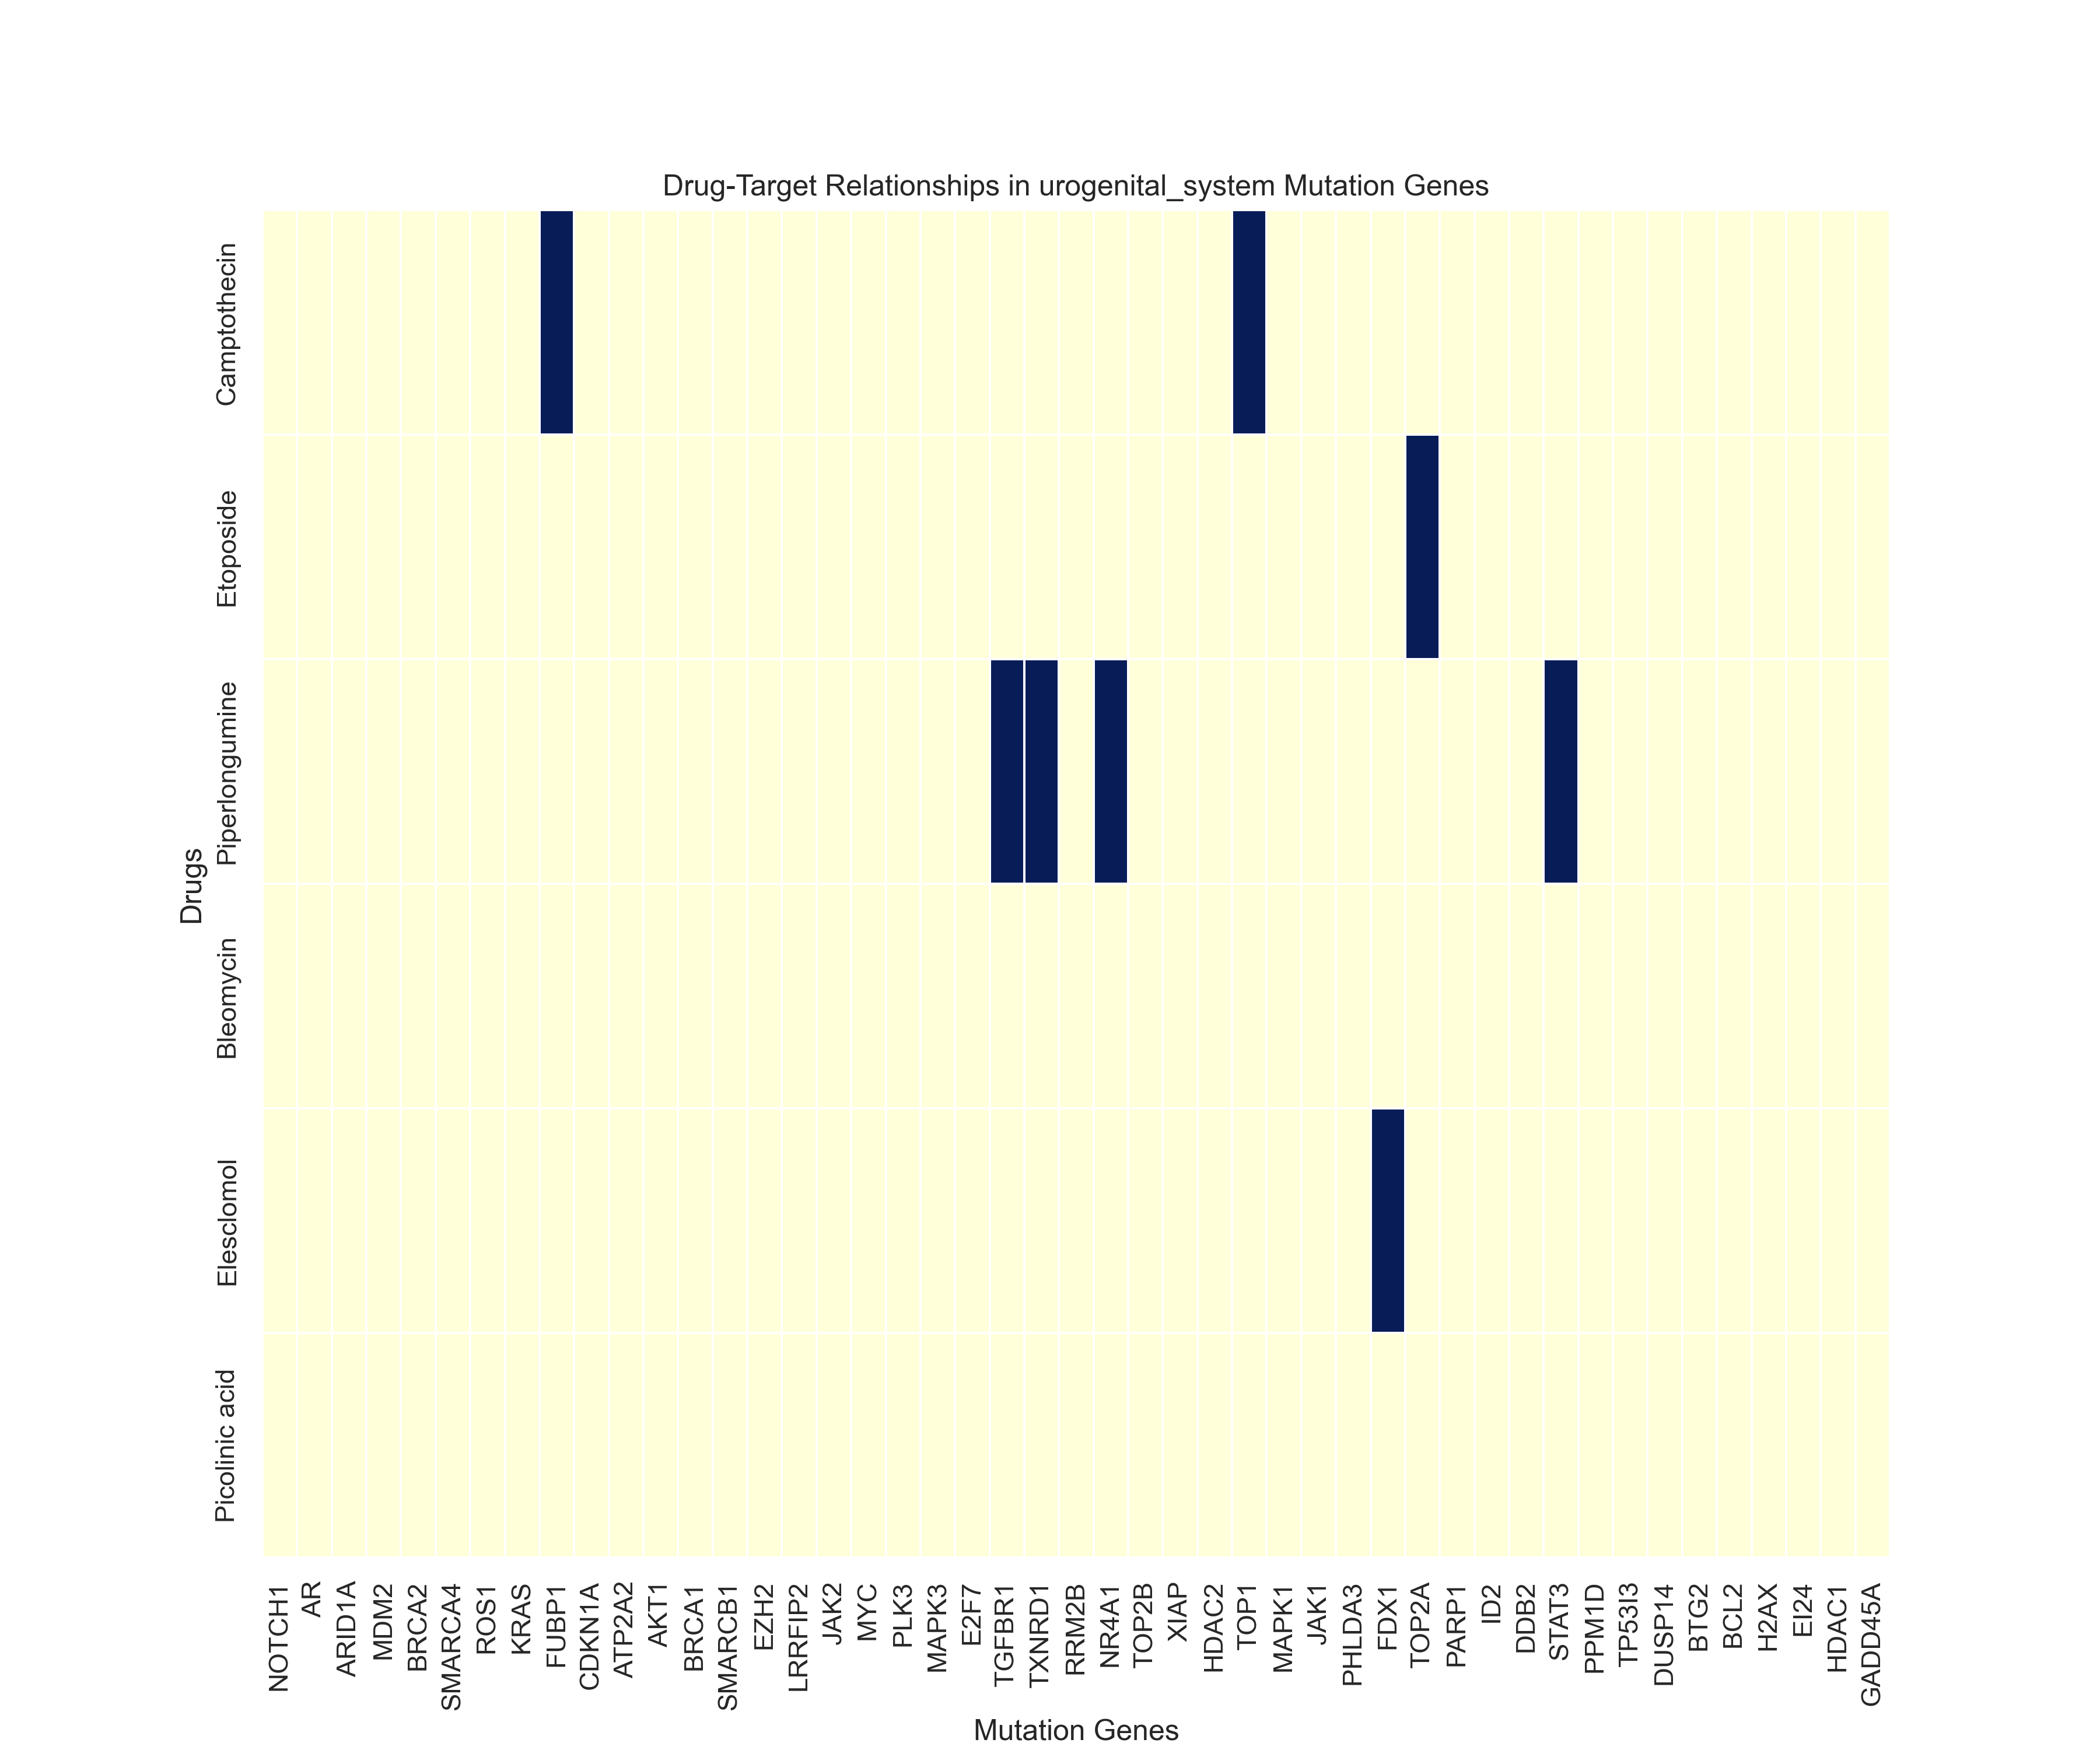 Drug-Target Relationships in urogenital_system Mutation Genes
Drugs
Camptothecin
Etoposide
Piperlongumine
Bleomycin
Elesclomol
Picolinic acid
NOTCH1
AR
ARID1A
MDM2
BRCA2
SMARCA4
ROS1
KRAS
FUBP1
CDKN1A
ATP2A2
AKT1
BRCA1
SMARCB1
EZH2
LRRFIP2
JAK2
MYC
PLK3
MAPK3
E2F7
TGFBR1
TXNRD1
RRM2B
NR4A1
TOP2B
XIAP
HDAC2
TOP1
MAPK1
JAK1
PHLDA3
FDX1
TOP2A
PARP1
ID2
DDB2
STAT3
PPM1D
TP53I3
DUSP14
BTG2
BCL2
H2AX
EI24
HDAC1
GADD45A
Mutation Genes